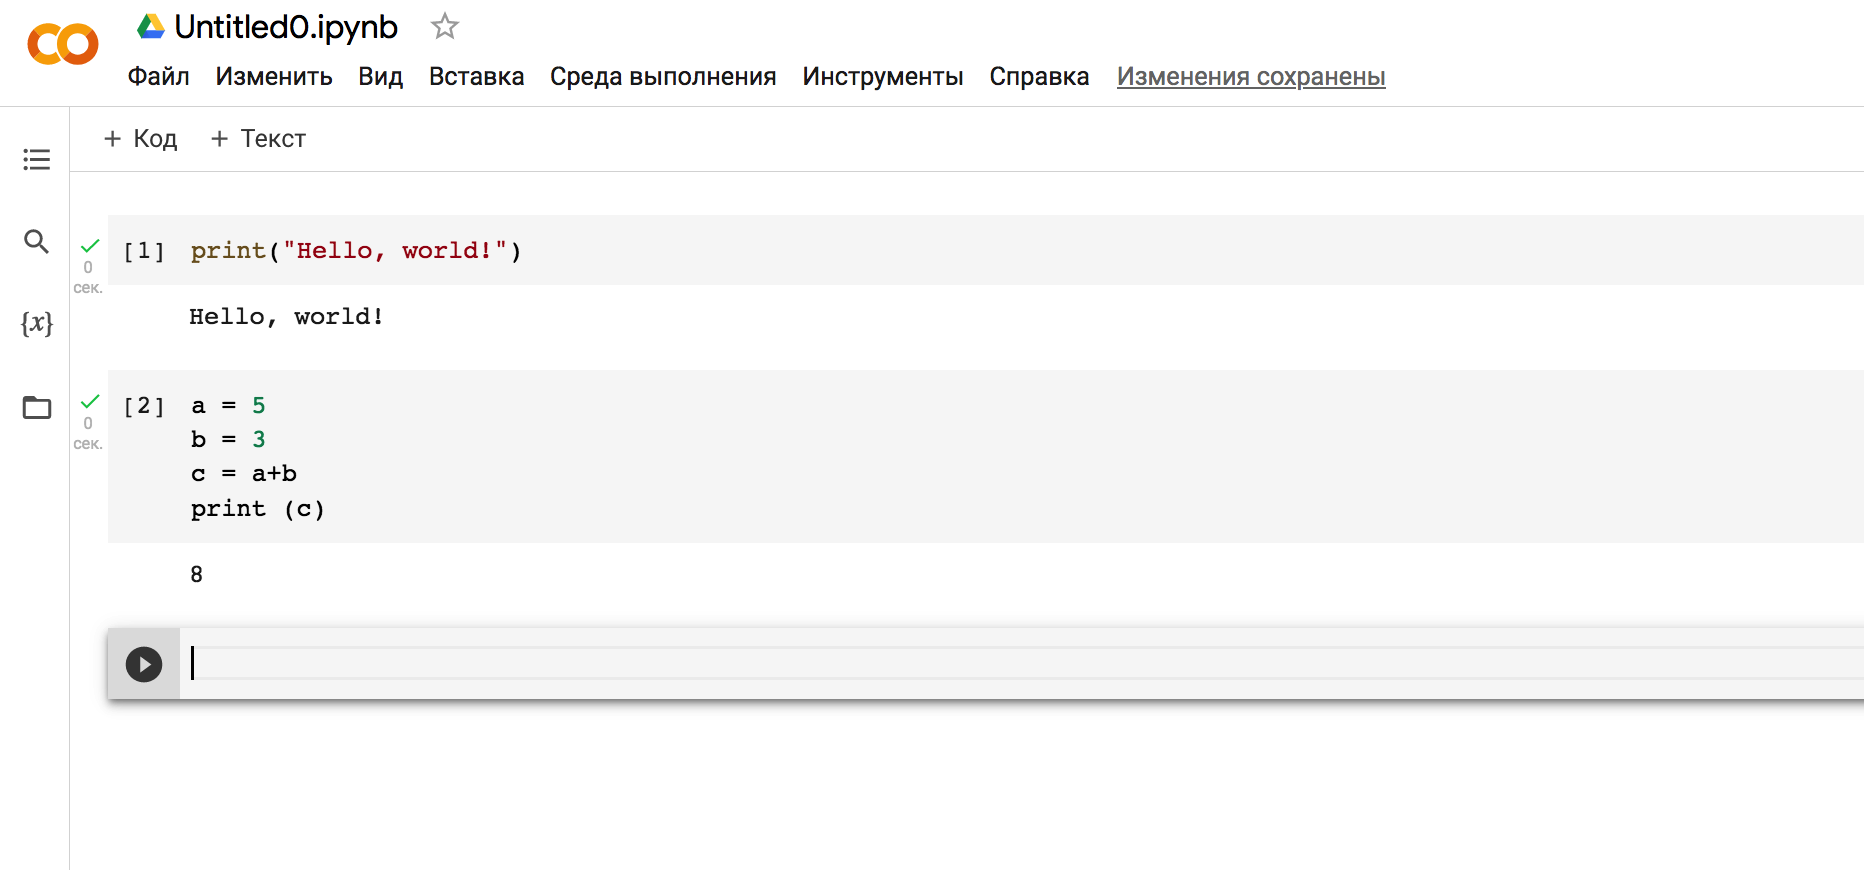 Untitled0.ipynb
Файл Изменить Вид Вставка Среда выполнения Инструменты Справка Изменения сохранены
+ Код + Текст
[1] print("Hello, world!")
0
сек.
Hello, world!
{x}
[2] a = 5
0
b = 3
сек.
c = a+b
print (c)
8